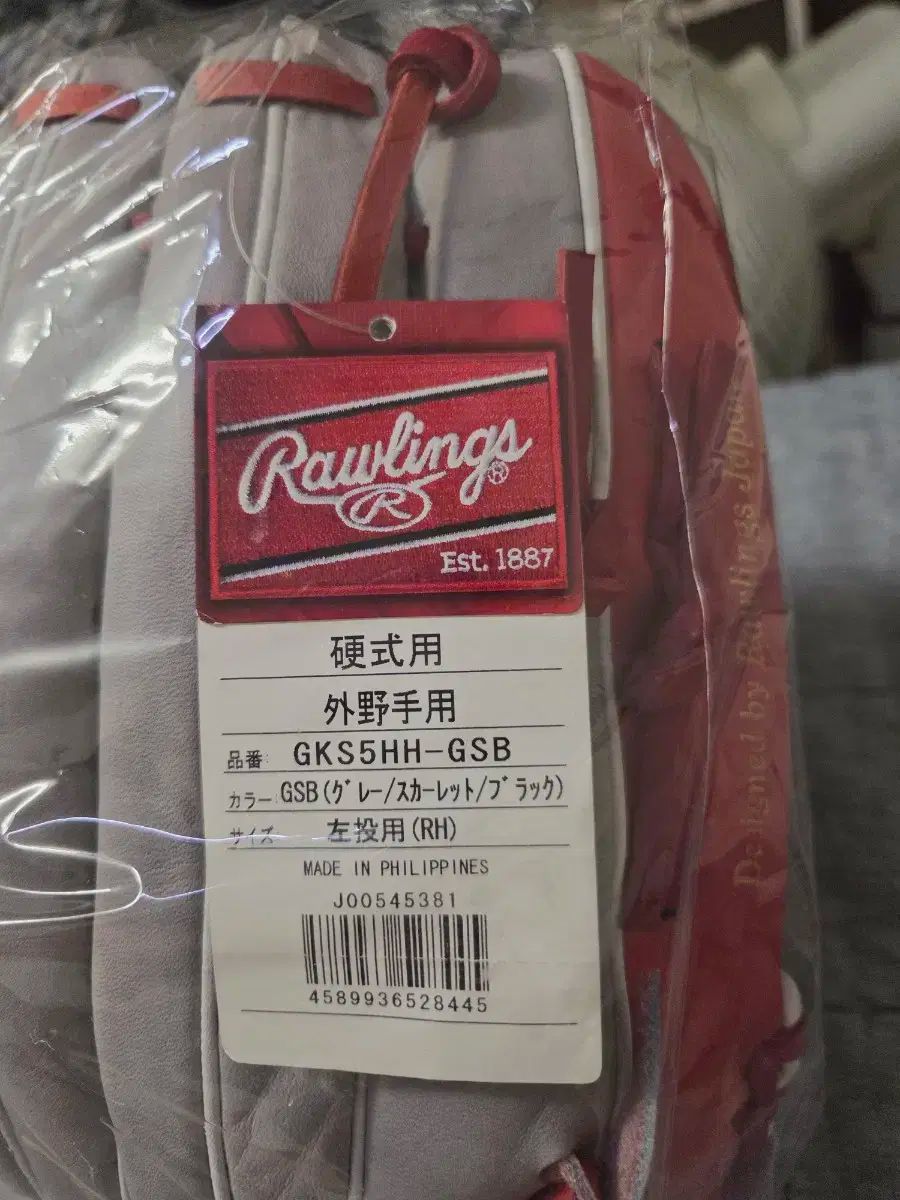 Rawlings®
R
Est. 1887
硬式用
外野手用
品番: GKS5HH-GSB
カラー: GSB(グレー/スカーレット/ブラック)
サイズ 左投用(RH)
MADE IN PHILIPPINES
J00545381
4589936528445
Designed by Rawlings Japan